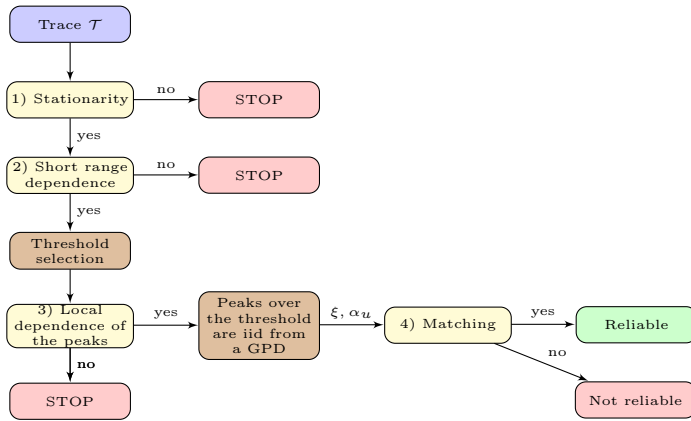 Trace 𝒯
1) Stationarity
no
STOP
yes
2) Short range
dependence
no
STOP
yes
Threshold
selection
3) Local
dependence of
the peaks
yes
Peaks over
the threshold
are iid from
a GPD
ξ, αᵤ
4) Matching
yes
Reliable
no
Not reliable
no
STOP